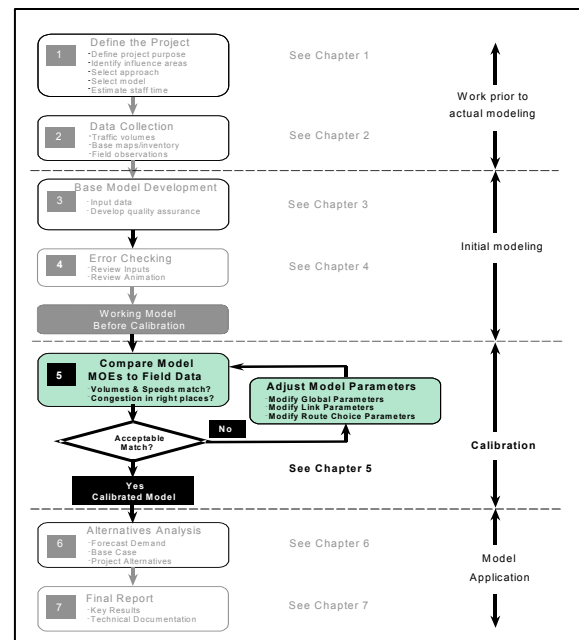 1
Define the Project
·Define project purpose
·Identify influence areas
·Select approach
·Select model
·Estimate staff time
See Chapter 1
Work prior to
actual modeling
2
Data Collection
·Traffic volumes
·Base maps/inventory
·Field observations
See Chapter 2
3
Base Model Development
·Input data
·Develop quality assurance
See Chapter 3
Initial modeling
4
Error Checking
·Review Inputs
·Review Animation
See Chapter 4
Working Model
Before Calibration
5
Compare Model
MOEs to Field Data
·Volumes & Speeds match?
·Congestion in right places?
Adjust Model Parameters
·Modify Global Parameters
·Modify Link Parameters
·Modify Route Choice Parameters
Acceptable
Match?
No
Calibration
See Chapter 5
Yes
Calibrated Model
6
Alternatives Analysis
·Forecast Demand
·Base Case
·Project Alternatives
See Chapter 6
Model
Application
7
Final Report
·Key Results
·Technical Documentation
See Chapter 7